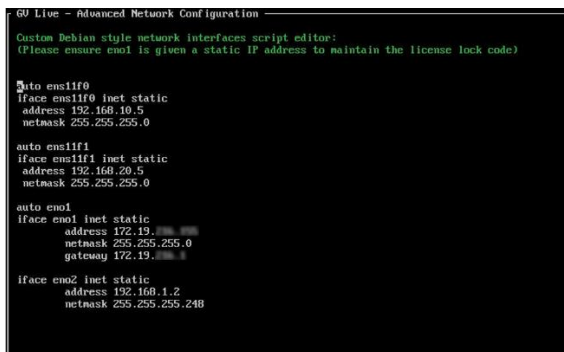 GV Live - Advanced Network Configuration
Custom Debian style network interfaces script editor:
(Please ensure eno1 is given a static IP address to maintain the license lock code)
auto ens11f0
iface ens11f0 inet static
address 192.168.10.5
netmask 255.255.255.0
auto ens11f1
iface ens11f1 inet static
address 192.168.20.5
netmask 255.255.255.0
auto eno1
iface eno1 inet static
address 172.19.
netmask 255.255.255.0
gateway 172.19.
iface eno2 inet static
address 192.168.1.2
netmask 255.255.255.248